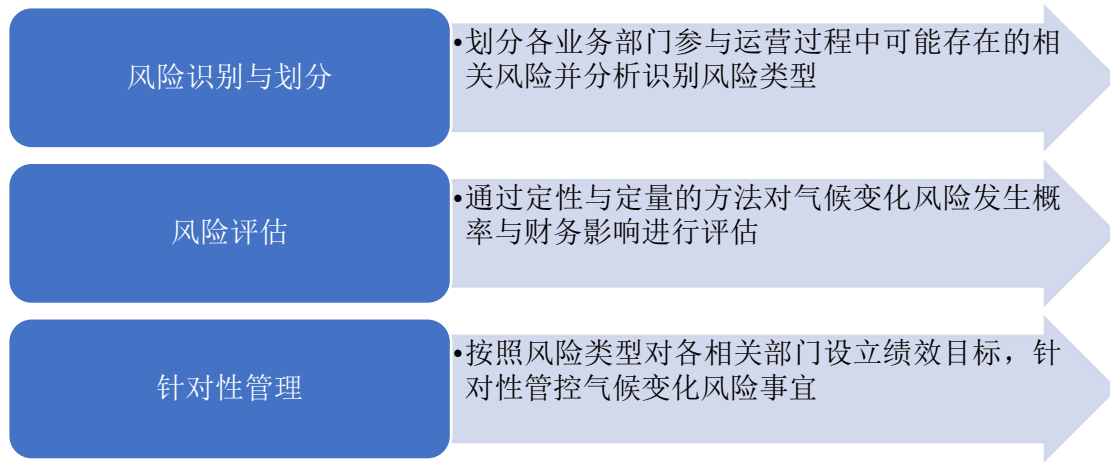 风险识别与划分
•划分各业务部门参与运营过程中可能存在的相
关风险并分析识别风险类型
风险评估
•通过定性与定量的方法对气候变化风险发生概
率与财务影响进行评估
针对性管理
•按照风险类型对各相关部门设立绩效目标，针
对性管控气候变化风险事宜